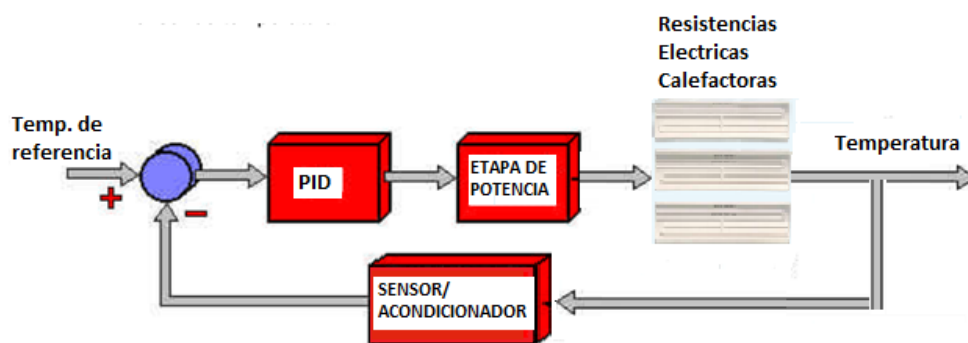 Resistencias
Electricas
Calefactoras
Temp. de
referencia
PID
ETAPA DE
POTENCIA
Temperatura
+
−
SENSOR/
ACONDICIONADOR